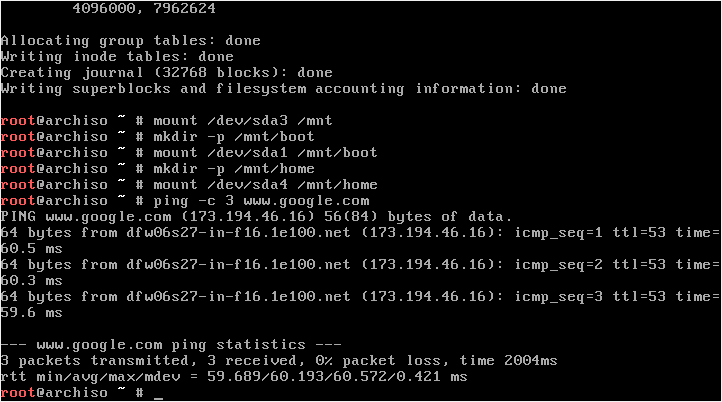 4096000, 7962624
Allocating group tables: done
Writing inode tables: done
Creating journal (32768 blocks): done
Writing superblocks and filesystem accounting information: done
root@archiso ~ # mount /dev/sda3 /mnt
root@archiso ~ # mkdir -p /mnt/boot
root@archiso ~ # mount /dev/sda1 /mnt/boot
root@archiso ~ # mkdir -p /mnt/home
root@archiso ~ # mount /dev/sda4 /mnt/home
root@archiso ~ # ping -c 3 www.google.com
PING www.google.com (173.194.46.16) 56(84) bytes of data.
64 bytes from dfw06s27-in-f16.1e100.net (173.194.46.16): icmp_seq=1 ttl=53 time=
60.5 ms
64 bytes from dfw06s27-in-f16.1e100.net (173.194.46.16): icmp_seq=2 ttl=53 time=
60.3 ms
64 bytes from dfw06s27-in-f16.1e100.net (173.194.46.16): icmp_seq=3 ttl=53 time=
59.6 ms
--- www.google.com ping statistics ---
3 packets transmitted, 3 received, 0% packet loss, time 2004ms
rtt min/avg/max/mdev = 59.689/60.193/60.572/0.421 ms
root@archiso ~ # _